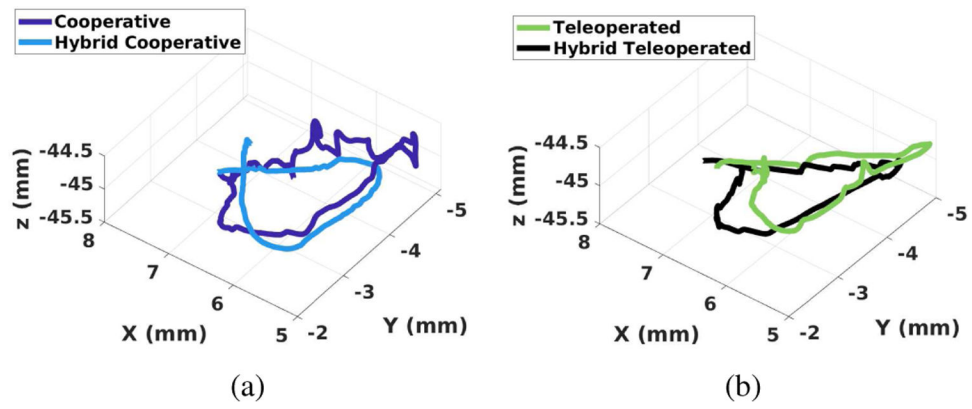 Cooperative
Hybrid Cooperative
z (mm)
-44.5
-45
-45.5
8
7
6
5
X (mm)
-2
-3
-4
-5
Y (mm)
(a)
Teleoperated
Hybrid Teleoperated
z (mm)
-44.5
-45
-45.5
8
7
6
5
X (mm)
-2
-3
-4
-5
Y (mm)
(b)